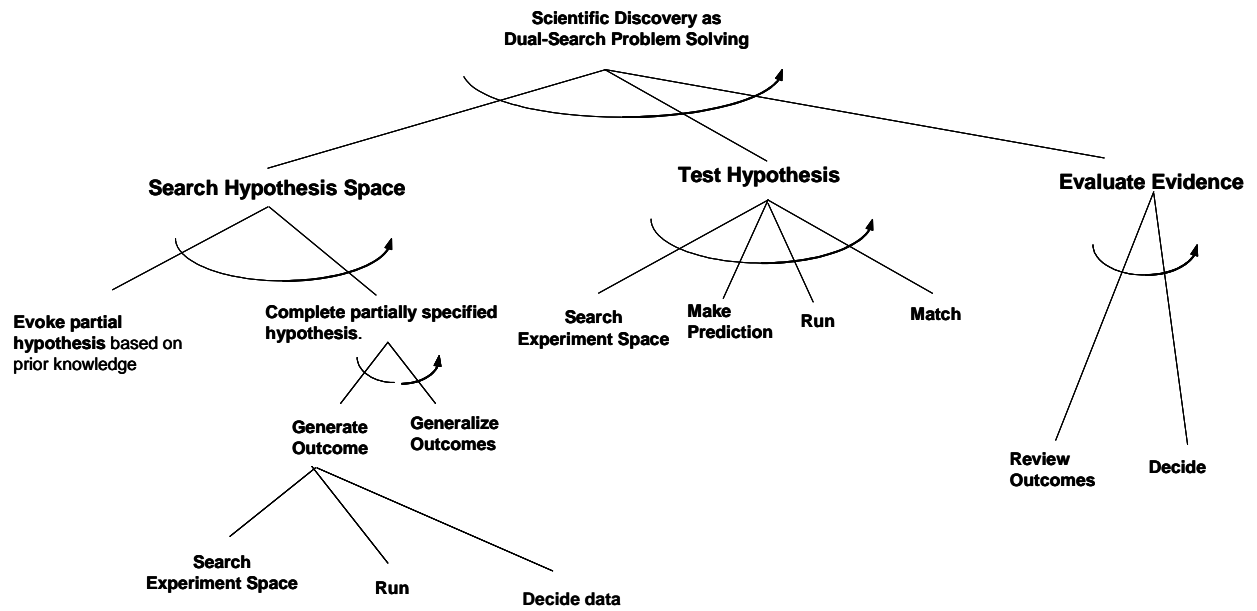 Scientific Discovery as
Dual-Search Problem Solving
Search Hypothesis Space
Test Hypothesis
Evaluate Evidence
Evoke partial
hypothesis based on
prior knowledge
Complete partially specified
hypothesis.
Search
Experiment Space
Make
Prediction
Run
Match
Generate
Outcome
Generalize
Outcomes
Review
Outcomes
Decide
Search
Experiment Space
Run
Decide data